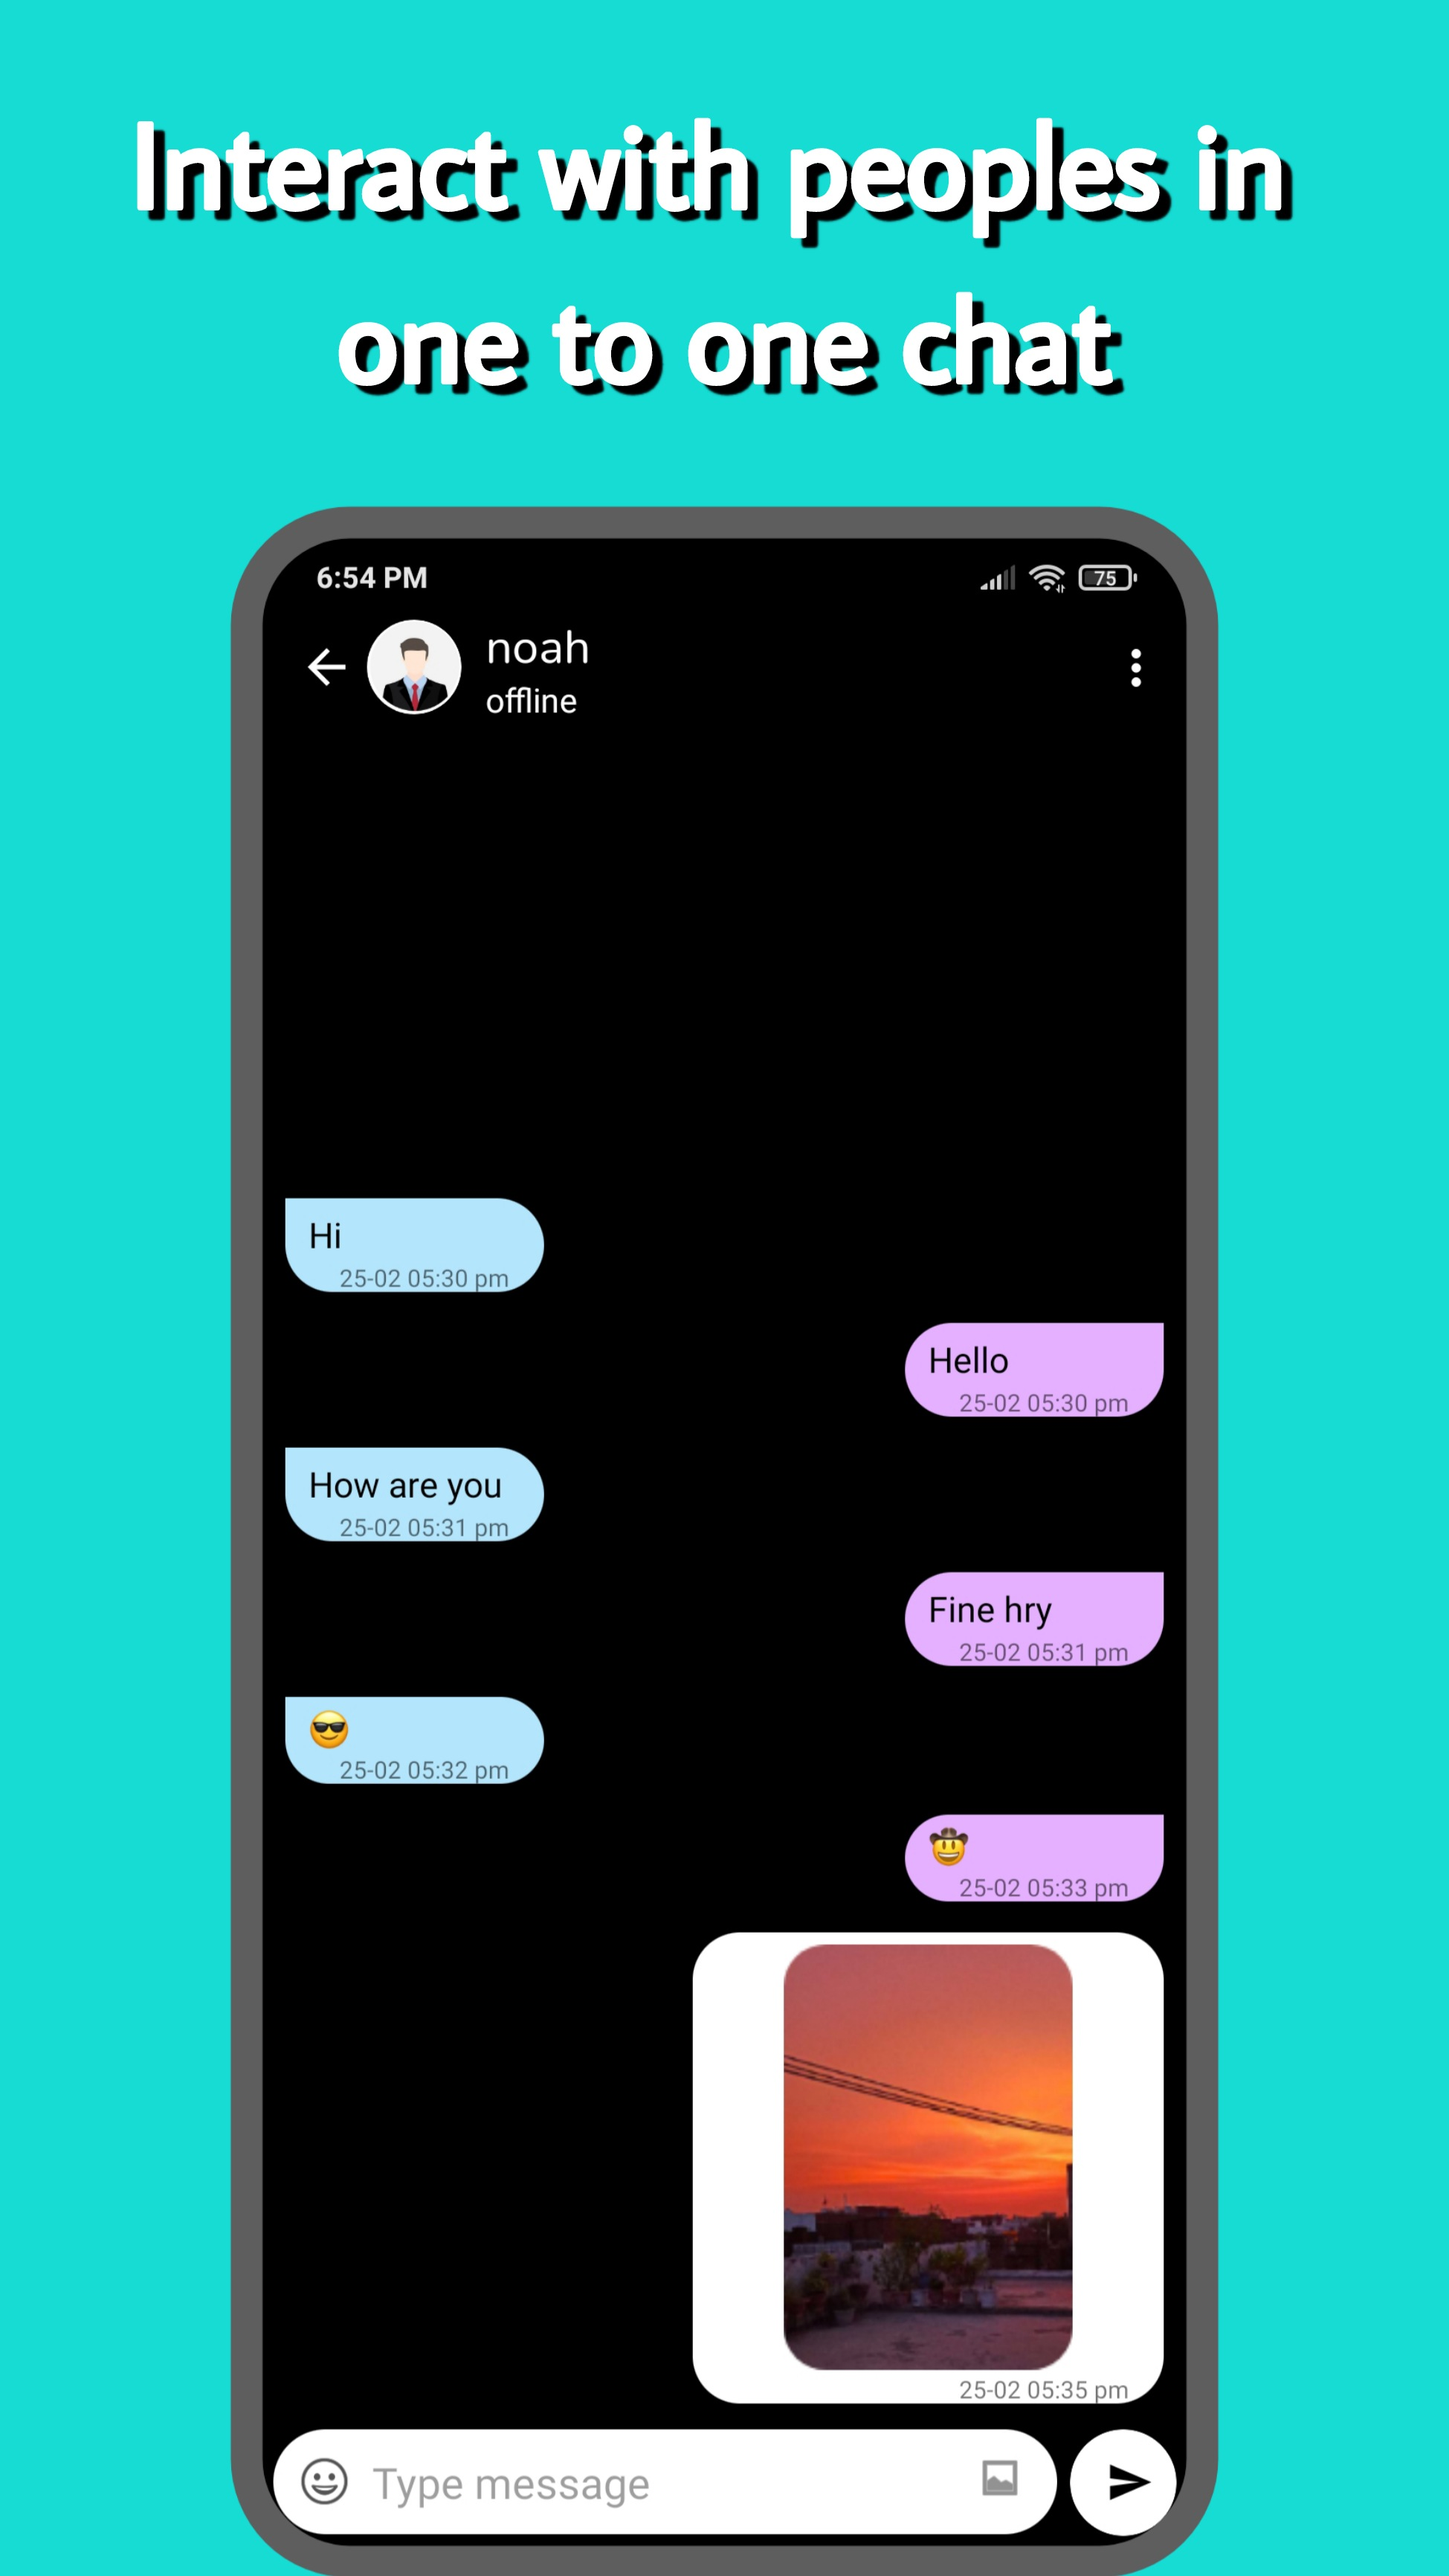 Interact with peoples in
one to one chat
6:54 PM
75
noah
offline
Hi
25-02 05:30 pm
Hello
25-02 05:30 pm
How are you
25-02 05:31 pm
Fine hry
25-02 05:31 pm
😎
25-02 05:32 pm
🤠
25-02 05:33 pm
25-02 05:35 pm
Type message